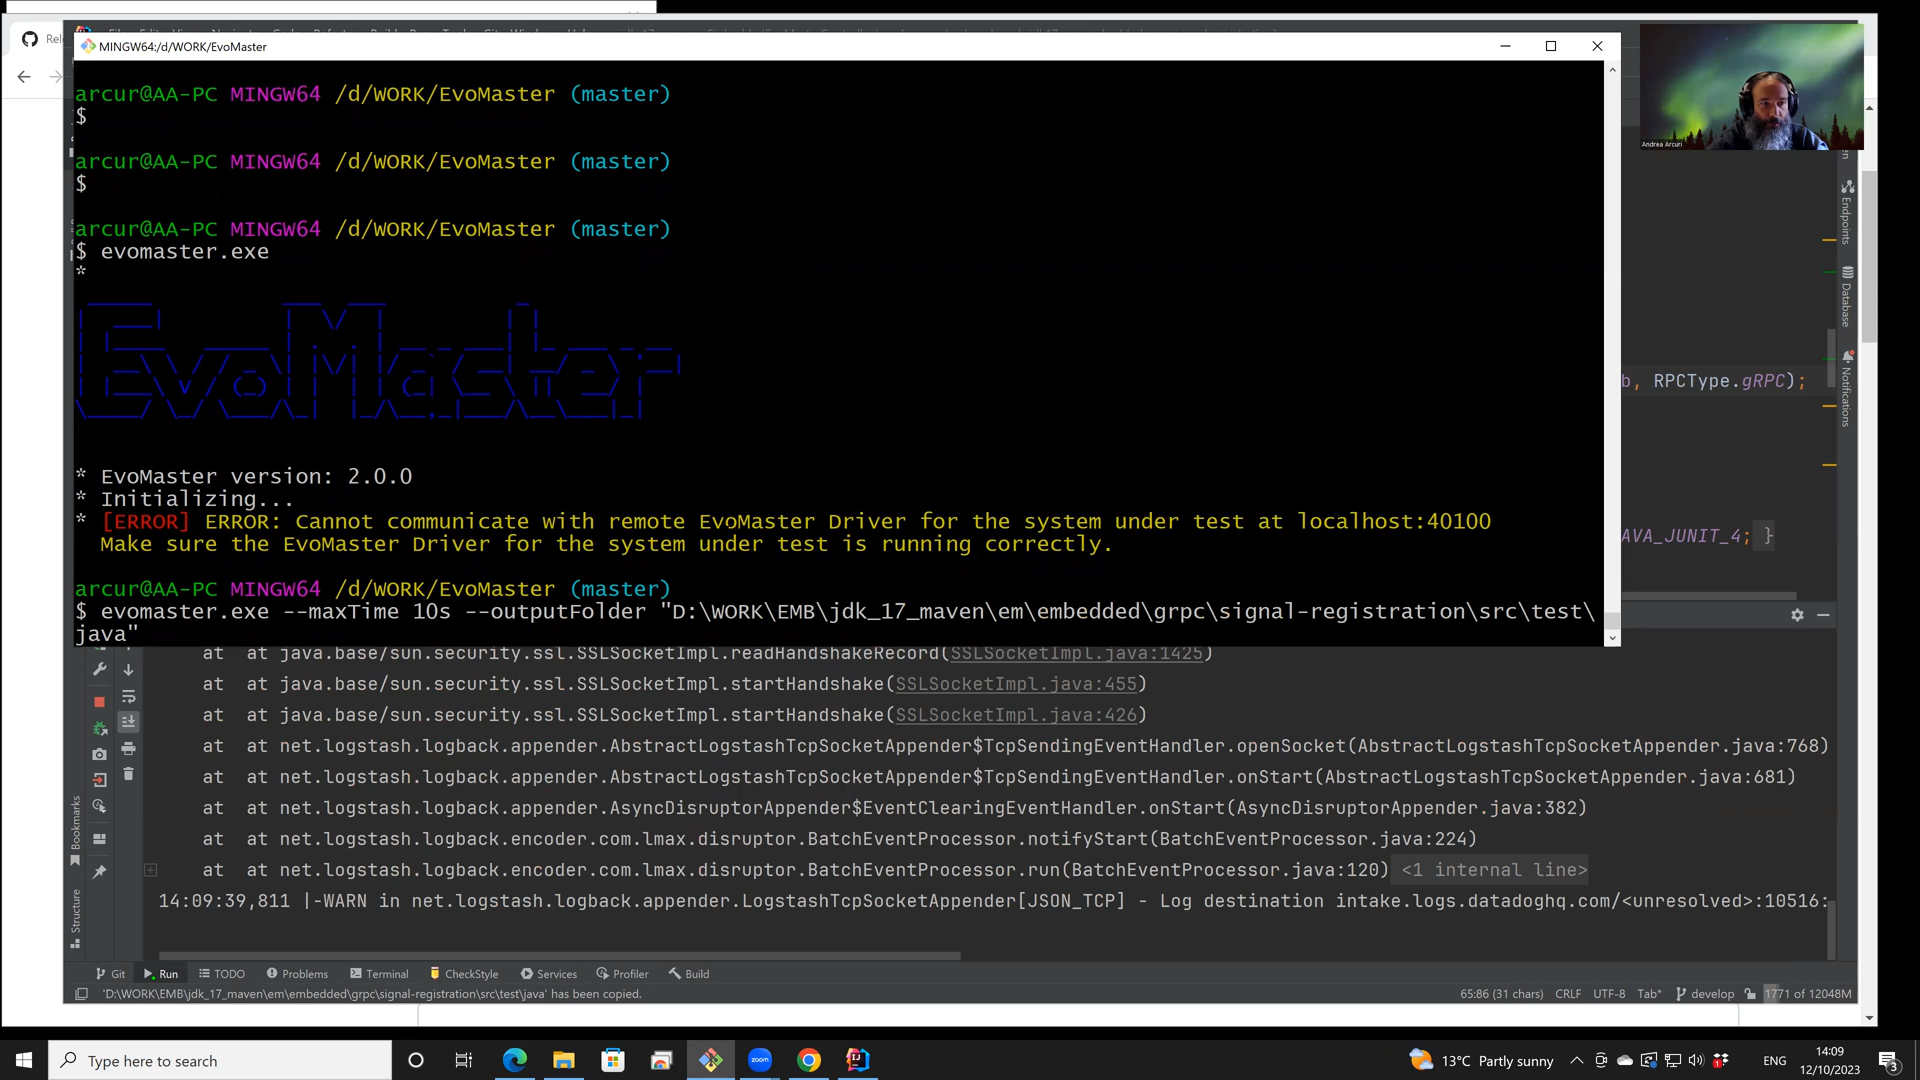 MINGW64:/d/WORK/EvoMaster
Andrea Arcuri
arcur@AA-PC MINGW64 /d/WORK/EvoMaster (master)
$
arcur@AA-PC MINGW64 /d/WORK/EvoMaster (master)
$
arcur@AA-PC MINGW64 /d/WORK/EvoMaster (master)
$ evomaster.exe
*
EvoMaster
* EvoMaster version: 2.0.0
* Initializing...
* [ERROR] ERROR: Cannot communicate with remote EvoMaster Driver for the system under test at localhost:40100
Make sure the EvoMaster Driver for the system under test is running correctly.
arcur@AA-PC MINGW64 /d/WORK/EvoMaster (master)
$ evomaster.exe --maxTime 10s --outputFolder "D:\WORK\EMB\jdk_17_maven\em\embedded\grpc\signal-registration\src\test\
java"
Endpoints
Database
Notifications
b, RPCType.gRPC);
AVA_JUNIT_4; }
at at java.base/sun.security.ssl.SSLSocketImpl.readHandshakeRecord(SSLSocketImpl.java:1425)
at at java.base/sun.security.ssl.SSLSocketImpl.startHandshake(SSLSocketImpl.java:455)
at at java.base/sun.security.ssl.SSLSocketImpl.startHandshake(SSLSocketImpl.java:426)
at at net.logstash.logback.appender.AbstractLogstashTcpSocketAppender$TcpSendingEventHandler.openSocket(AbstractLogstashTcpSocketAppender.java:768)
at at net.logstash.logback.appender.AbstractLogstashTcpSocketAppender$TcpSendingEventHandler.onStart(AbstractLogstashTcpSocketAppender.java:681)
at at net.logstash.logback.appender.AsyncDisruptorAppender$EventClearingEventHandler.onStart(AsyncDisruptorAppender.java:382)
at at net.logstash.logback.encoder.com.lmax.disruptor.BatchEventProcessor.notifyStart(BatchEventProcessor.java:224)
at at net.logstash.logback.encoder.com.lmax.disruptor.BatchEventProcessor.run(BatchEventProcessor.java:120) <1 internal line>
14:09:39,811 |-WARN in net.logstash.logback.appender.LogstashTcpSocketAppender[JSON_TCP] - Log destination intake.logs.datadoghq.com/<unresolved>:10516:
Bookmarks
Structure
Git Run TODO Problems Terminal CheckStyle Services Profiler Build
'D:\WORK\EMB\jdk_17_maven\em\embedded\grpc\signal-registration\src\test\java' has been copied. 65:86 (31 chars) CRLF UTF-8 Tab* develop 1771 of 12048M
Type here to search zoom 13°C Partly sunny ENG 14:09
12/10/2023 3